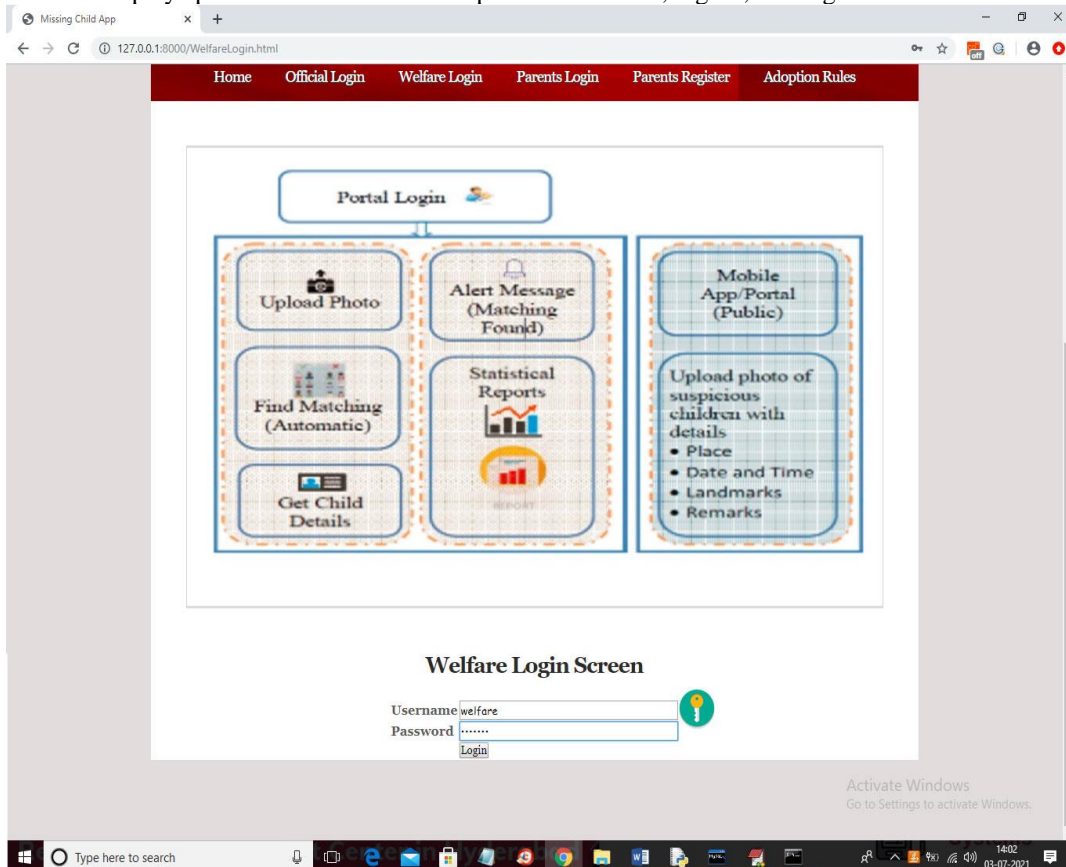 Missing Child App
127.0.0.1:8000/WelfareLogin.html
off
Home Official Login Welfare Login Parents Login Parents Register Adoption Rules
Portal Login
Upload Photo
Find Matching
(Automatic)
Get Child
Details
Alert Message
(Matching
Found)
Statistical
Reports
REPORT
Mobile
App/Portal
(Public)
Upload photo of
suspicious
children with
details
• Place
• Date and Time
• Landmarks
• Remarks
Welfare Login Screen
Username welfare
Password ·······
Login
Activate Windows
Go to Settings to activate Windows.
Type here to search
14:02
03-07-2021